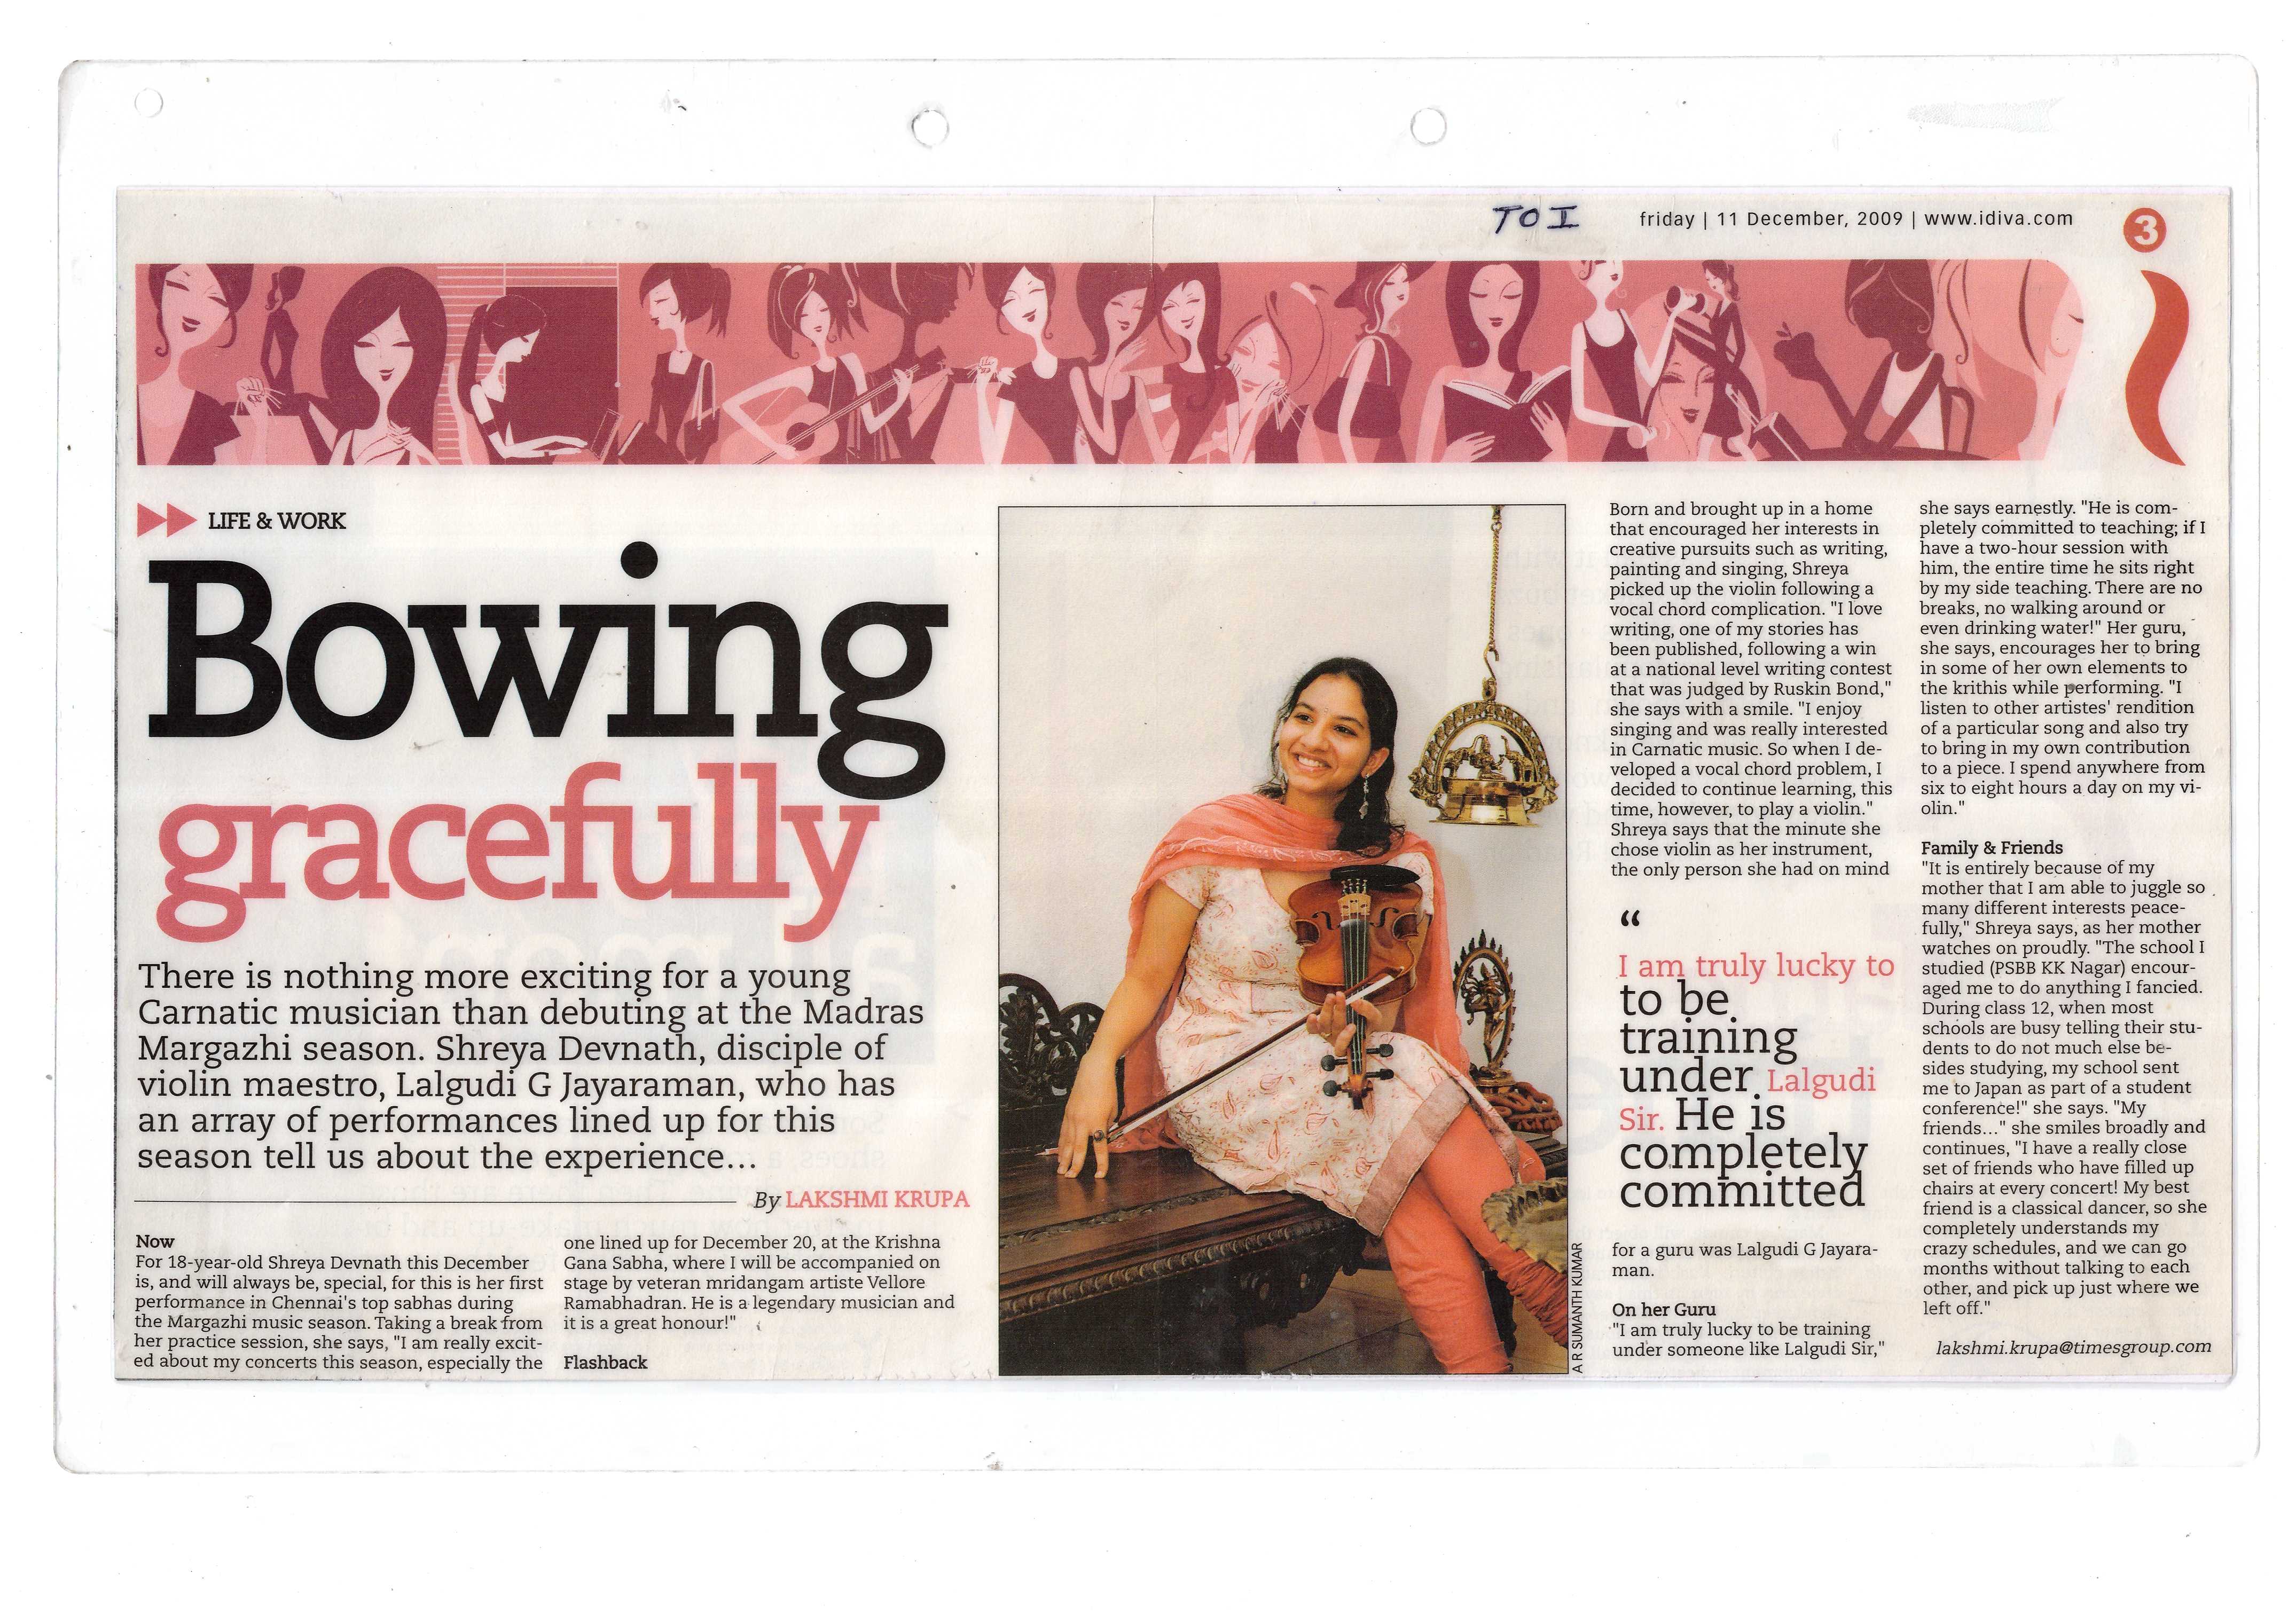 TOI
friday | 11 December, 2009 | www.idiva.com
3
LIFE & WORK
Bowing
gracefully
There is nothing more exciting for a young
Carnatic musician than debuting at the Madras
Margazhi season. Shreya Devnath, disciple of
violin maestro, Lalgudi G Jayaraman, who has
an array of performances lined up for this
season tell us about the experience...
By LAKSHMI KRUPA
Now
For 18-year-old Shreya Devnath this December
is, and will always be, special, for this is her first
performance in Chennai's top sabhas during
the Margazhi music season. Taking a break from
her practice session, she says, "I am really excit-
ed about my concerts this season, especially the
one lined up for December 20, at the Krishna
Gana Sabha, where I will be accompanied on
stage by veteran mridangam artiste Vellore
Ramabhadran. He is a legendary musician and
it is a great honour!"
Flashback
A R SUMANTH KUMAR
Born and brought up in a home
that encouraged her interests in
creative pursuits such as writing,
painting and singing, Shreya
picked up the violin following a
vocal chord complication. "I love
writing, one of my stories has
been published, following a win
at a national level writing contest
that was judged by Ruskin Bond,"
she says with a smile. "I enjoy
singing and was really interested
in Carnatic music. So when I de-
veloped a vocal chord problem, I
decided to continue learning, this
time, however, to play a violin."
Shreya says that the minute she
chose violin as her instrument,
the only person she had on mind
“
I am truly lucky to
to be
training
under Lalgudi
Sir. He is
completely
committed
for a guru was Lalgudi G Jayara-
man.
On her Guru
"I am truly lucky to be training
under someone like Lalgudi Sir,"
she says earnestly. "He is com-
pletely committed to teaching; if I
have a two-hour session with
him, the entire time he sits right
by my side teaching. There are no
breaks, no walking around or
even drinking water!" Her guru,
she says, encourages her to bring
in some of her own elements to
the krithis while performing. "I
listen to other artistes' rendition
of a particular song and also try
to bring in my own contribution
to a piece. I spend anywhere from
six to eight hours a day on my vi-
olin."
Family & Friends
"It is entirely because of my
mother that I am able to juggle so
many different interests peace-
fully," Shreya says, as her mother
watches on proudly. "The school I
studied (PSBB KK Nagar) encour-
aged me to do anything I fancied.
During class 12, when most
schools are busy telling their stu-
dents to do not much else be-
sides studying, my school sent
me to Japan as part of a student
conference!" she says. "My
friends..." she smiles broadly and
continues, "I have a really close
set of friends who have filled up
chairs at every concert! My best
friend is a classical dancer, so she
completely understands my
crazy schedules, and we can go
months without talking to each
other, and pick up just where we
left off."
lakshmi.krupa@timesgroup.com